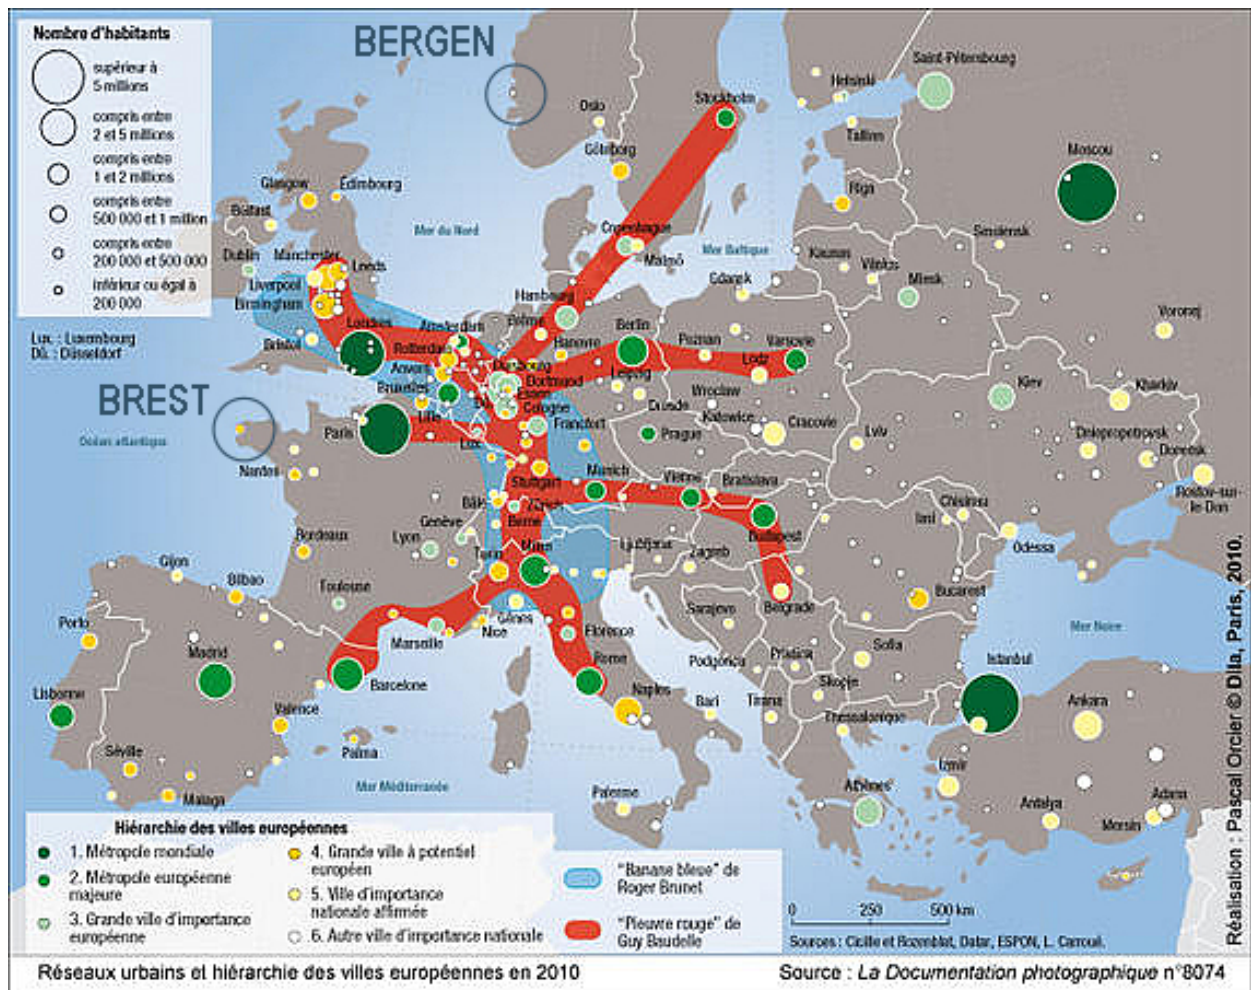 Nombre d'habitants
supérieur à
5 millions
compris entre
2 et 5 millions
compris entre
1 et 2 millions
compris entre
500 000 et 1 million
compris entre
200 000 et 500 000
inférieur ou égal à
200 000
Lux. : Luxembourg
Dü. : Düsseldorf
BERGEN
BREST
Oslo
Göteborg
Stockholm
Helsinki
Saint-Pétersbourg
Tallinn
Moscou
Riga
Glasgow
Édimbourg
Belfast
Dublin
Manchester
Leeds
Liverpool
Birmingham
Mer du Nord
Copenhague
Malmö
Mer Baltique
Kaunas
Vilnius
Smolensk
Minsk
Gdansk
Voronej
Londres
Bristol
Amsterdam
Rotterdam
Anvers
Bruxelles
Lille
Hambourg
Brême
Hanovre
Berlin
Poznan
Varsovie
Lodz
Duisbourg
Dortmund
Essen
Dü.
Cologne
Leipzig
Dresde
Wroclaw
Katowice
Cracovie
Kiev
Kharkiv
Océan atlantique
Paris
Lux.
Francfort
Prague
Lviv
Dniepropetrovsk
Donetsk
Rostov-sur-
le-Don
Nantes
Stuttgart
Munich
Vienne
Bratislava
Bâle
Zürich
Berne
Budapest
Iasi
Chisinau
Odessa
Genève
Lyon
Turin
Milan
Ljubljana
Zagreb
Bordeaux
Gijon
Bilbao
Toulouse
Belgrade
Bucarest
Porto
Madrid
Marseille
Nice
Gênes
Florence
Sarajevo
Sofia
Mer Noire
Lisbonne
Barcelone
Rome
Podgorica
Pristina
Istanbul
Skopje
Ankara
Valence
Naples
Bari
Tirana
Thessalonique
Séville
Palma
Izmir
Malaga
Mer Méditerranée
Palerme
Athènes
Antalya
Adana
Mersin
Hiérarchie des villes européennes
1. Métropole mondiale
2. Métropole européenne
majeure
3. Grande ville d'importance
européenne
4. Grande ville à potentiel
européen
5. Ville d'importance
nationale affirmée
6. Autre ville d'importance nationale
"Banane bleue" de
Roger Brunet
"Pieuvre rouge" de
Guy Baudelle
0 250 500 km
Sources : Cicille et Rozenblat, Datar, ESPON, L. Carroué.
Réalisation : Pascal Orcier © Dila, Paris, 2010.
Réseaux urbains et hiérarchie des villes européennes en 2010
Source : La Documentation photographique n°8074